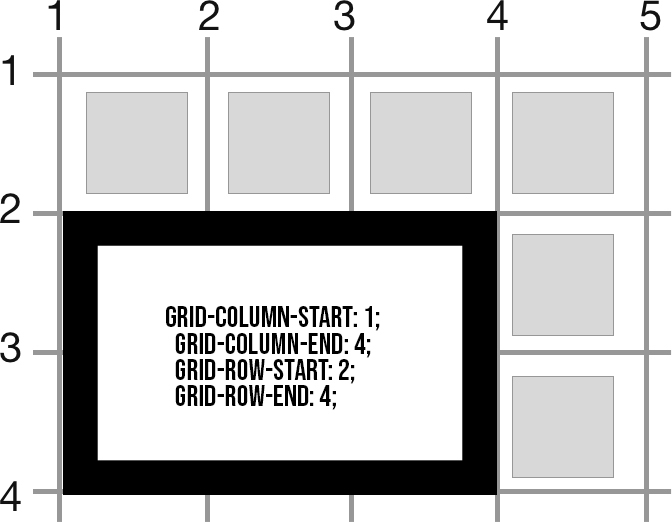 1 2 3 4 5
1
2
GRID-COLUMN-START: 1;
GRID-COLUMN-END: 4;
3
GRID-ROW-START: 2;
GRID-ROW-END: 4;
4